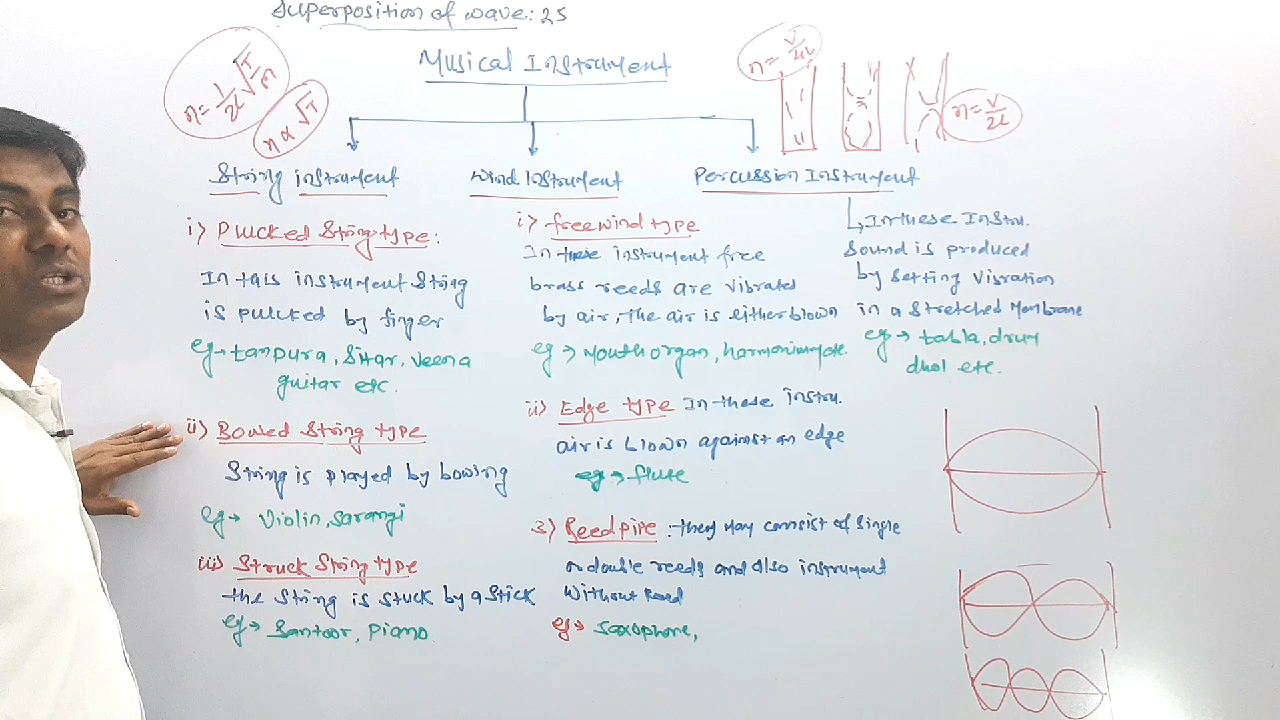 Superposition of wave: 25
Musical Instrument
n = 1/2l √T/m
n ∝ √T
n = V/4L
n = V/2L
String instrument
i) Plucked String type:
In tais instrument String
is pulcked by finger
eg → tanpura, Sitar, Veena
guitar etc.
ii) Bowed String type
String is played by bowing
eg → Violin, Sarangi
iii) Struck String type
the String is stuck by a Stick
eg → Santoor, Piano.
Wind Instrument
i) free wind type
In these instrument free
brass reeds are vibrated
by air, The air is either blown
eg → Mouth organ, harmonium etc.
ii) Edge type In these instru.
air is blown against an edge
eg → flute
3) Reed pipe : they may consist of Single
or double reeds and also instrument
Without Reed
eg → Saxophone,
Percussion Instrument
In these Instru.
Sound is produced
by Setting Vibration
in a Stretched Membrane
eg → tabla, drum
dhol etc.